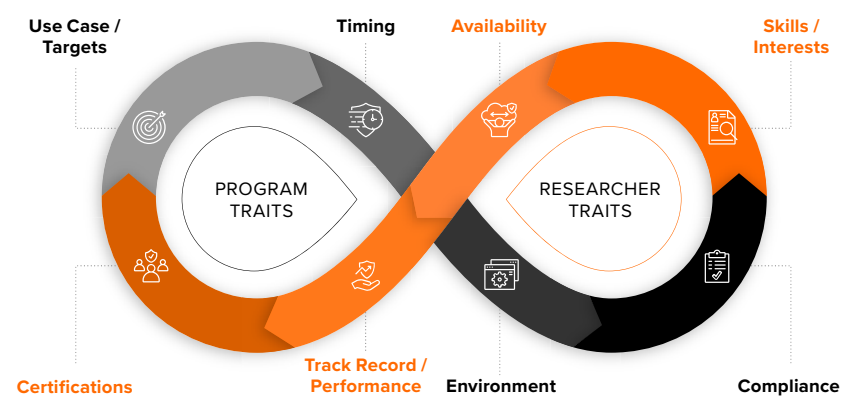 Use Case /
Targets
Timing
Availability
Skills /
Interests
PROGRAM
TRAITS
RESEARCHER
TRAITS
Certifications
Track Record /
Performance
Environment
Compliance